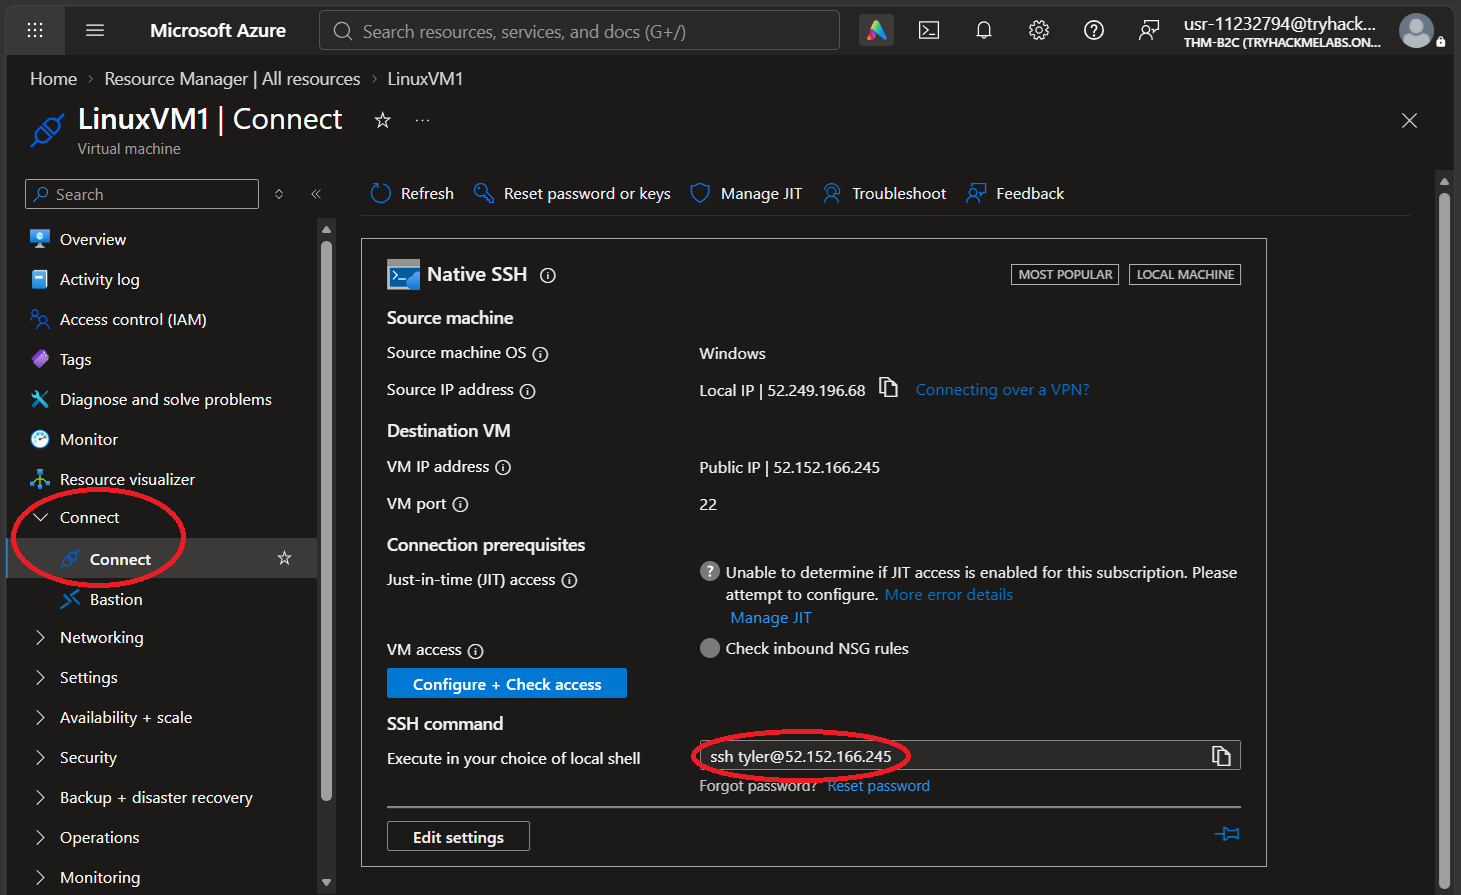 Microsoft Azure
Search resources, services, and docs (G+/)
usr-11232794@tryhack...
THM-B2C (TRYHACKMELABS.ON...
Home > Resource Manager | All resources > LinuxVM1
LinuxVM1 | Connect
Virtual machine
Search
Refresh
Reset password or keys
Manage JIT
Troubleshoot
Feedback
Overview
Activity log
Access control (IAM)
Tags
Diagnose and solve problems
Monitor
Resource visualizer
Connect
Connect
Bastion
Networking
Settings
Availability + scale
Security
Backup + disaster recovery
Operations
Monitoring
Native SSH
MOST POPULAR
LOCAL MACHINE
Source machine
Source machine OS
Windows
Source IP address
Local IP | 52.249.196.68
Connecting over a VPN?
Destination VM
VM IP address
Public IP | 52.152.166.245
VM port
22
Connection prerequisites
Just-in-time (JIT) access
Unable to determine if JIT access is enabled for this subscription. Please
attempt to configure. More error details
Manage JIT
VM access
Check inbound NSG rules
Configure + Check access
SSH command
Execute in your choice of local shell
ssh tyler@52.152.166.245
Forgot password? Reset password
Edit settings